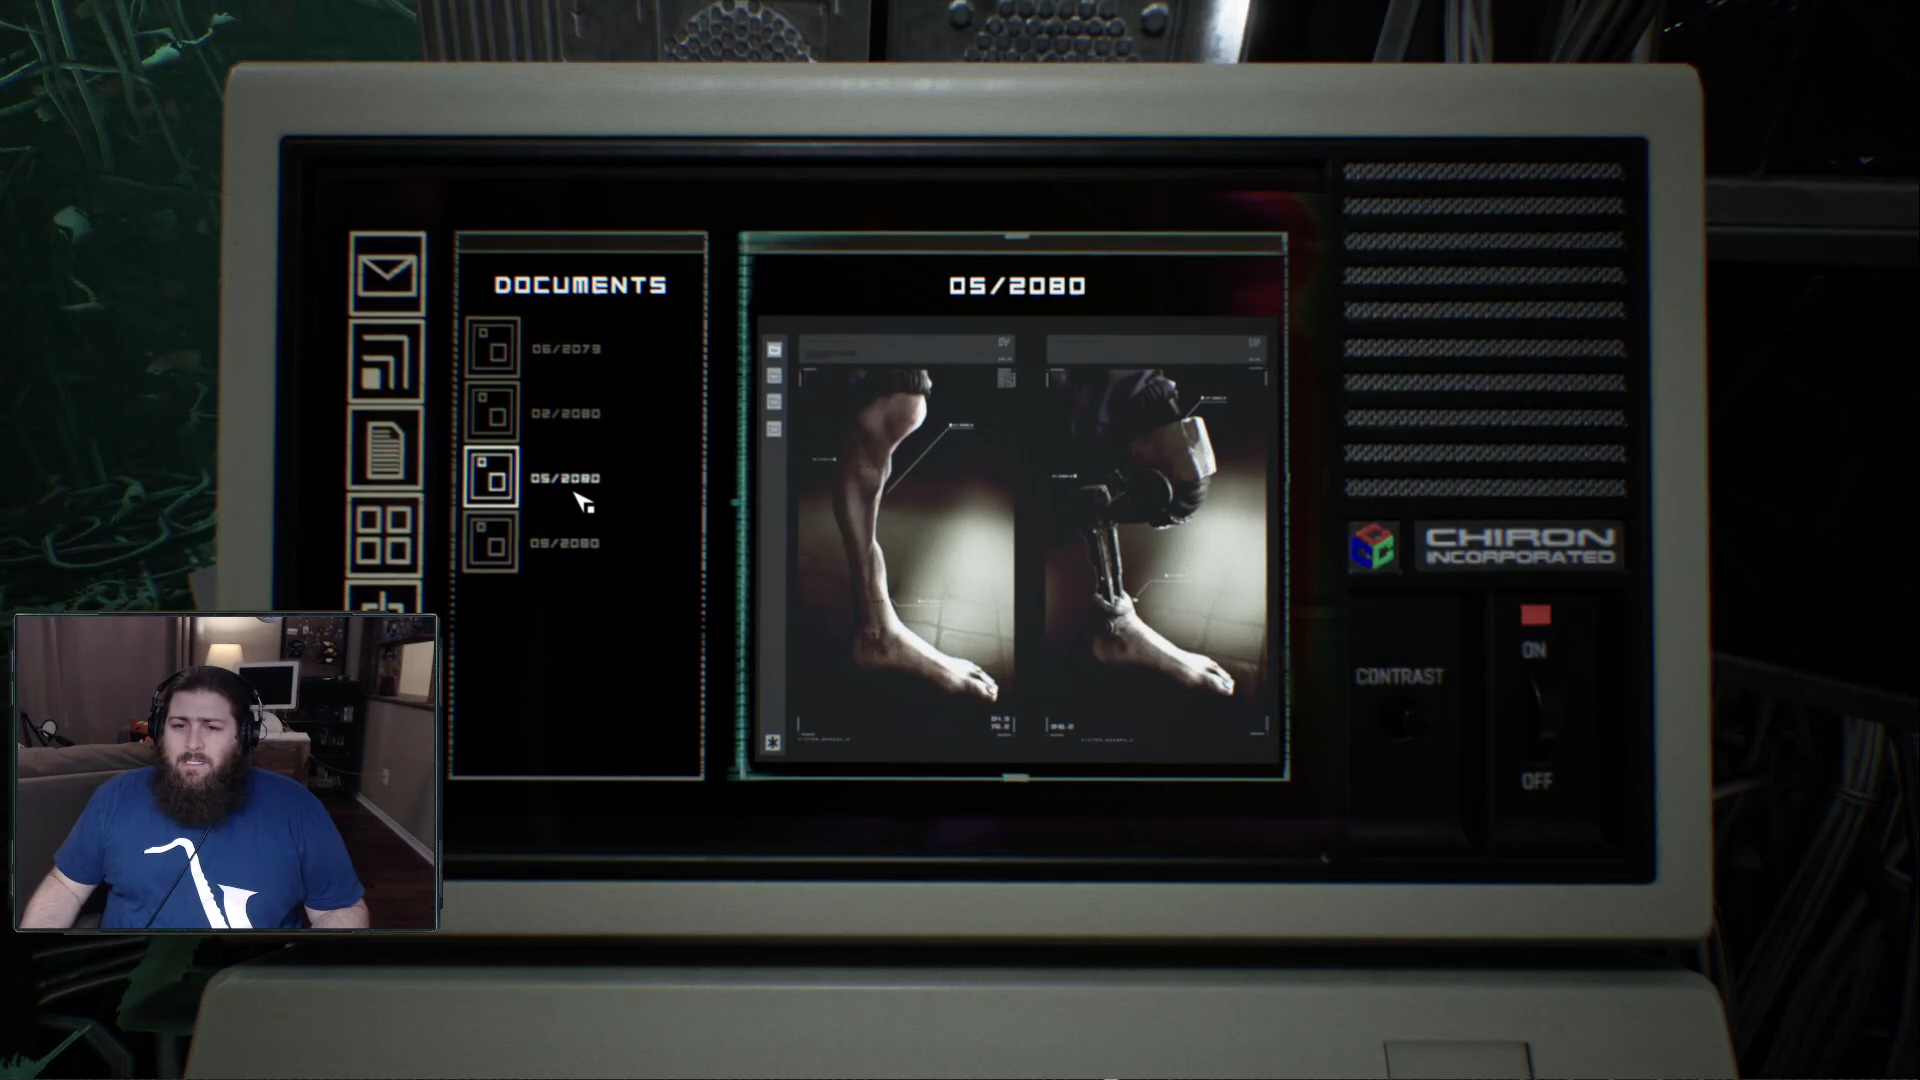 DOCUMENTS
06/2079
02/2080
05/2080
09/2080
05/2080
CHIRON
INCORPORATED
CONTRAST
ON
OFF